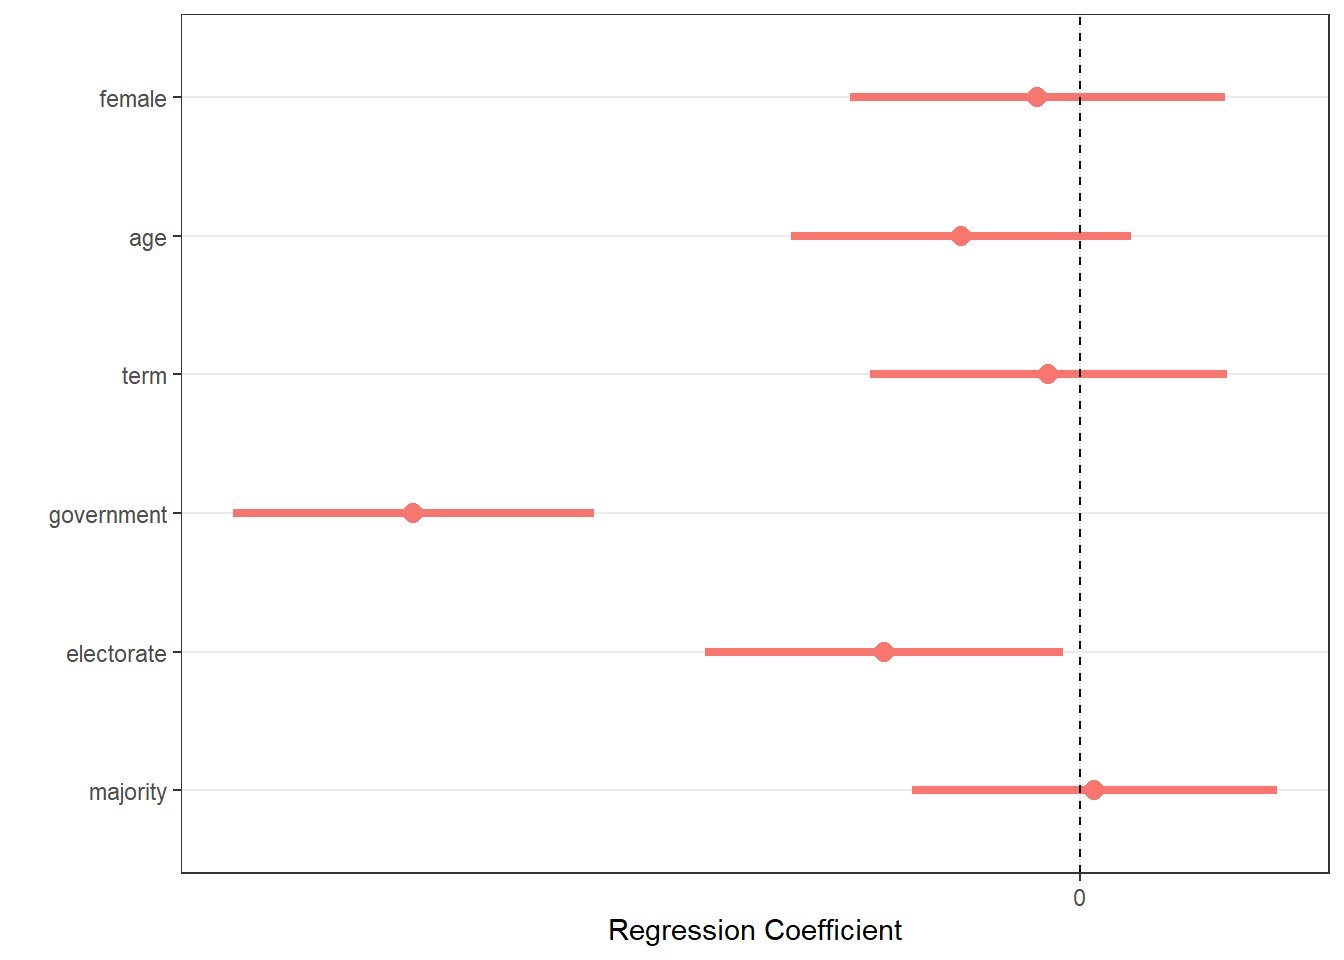 female
age
term
government
electorate
majority
0
Regression Coefficient